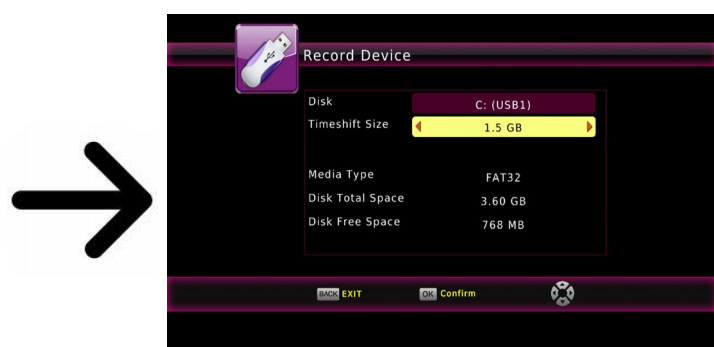 Record Device
Disk C: (USB1)
Timeshift Size 1.5 GB
Media Type FAT32
Disk Total Space 3.60 GB
Disk Free Space 768 MB
BACK EXIT OK Confirm